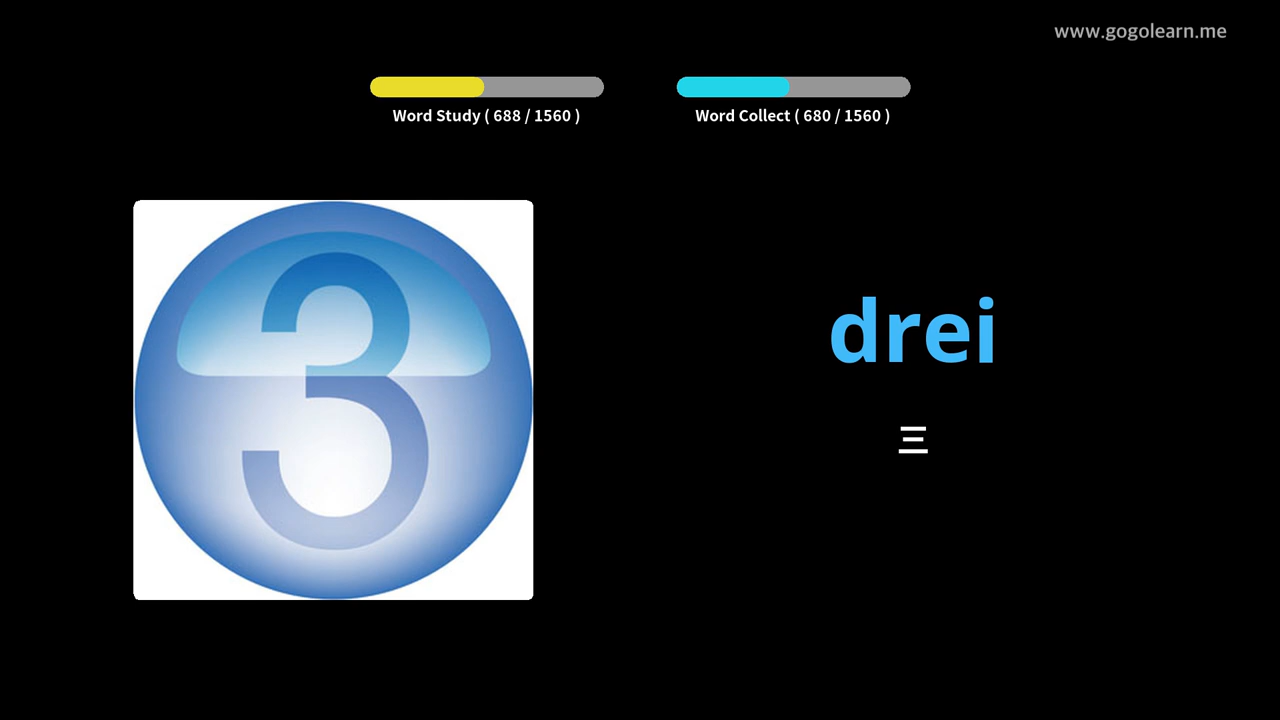 www.gogolearn.me
Word Study ( 688 / 1560 )
Word Collect ( 680 / 1560 )
3
drei
三